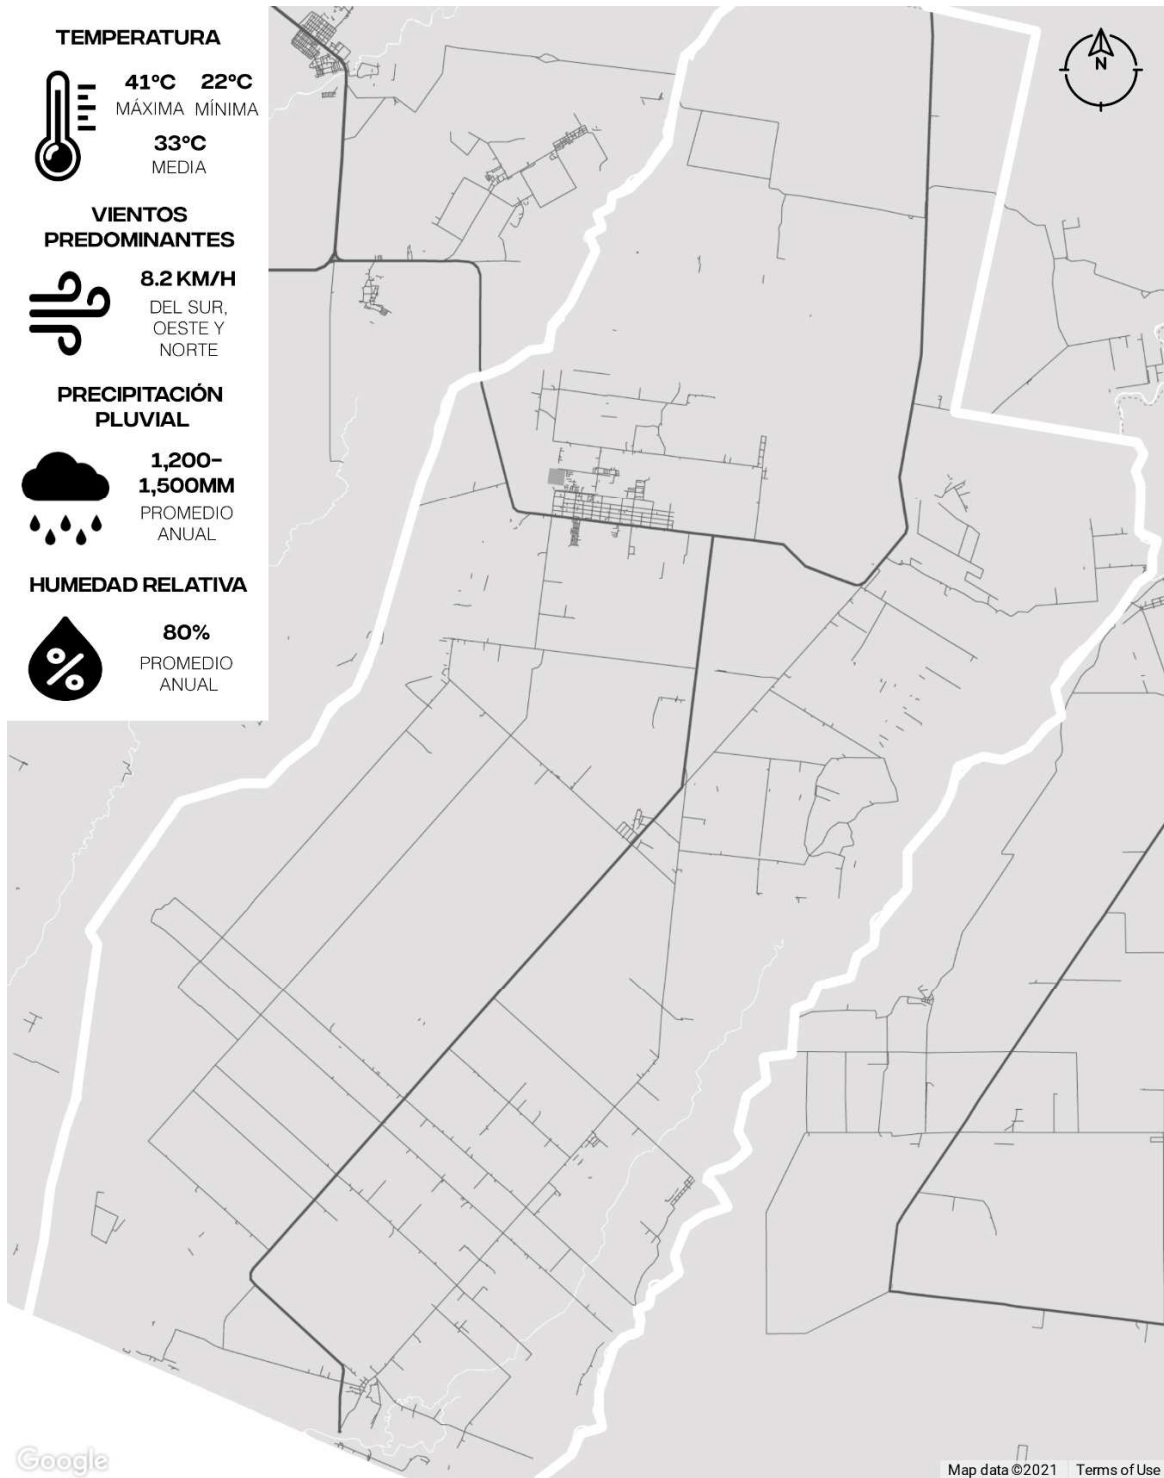 TEMPERATURA
41°C 22°C
MÁXIMA MÍNIMA
33°C
MEDIA
VIENTOS
PREDOMINANTES
8.2 KM/H
DEL SUR,
OESTE Y
NORTE
PRECIPITACIÓN
PLUVIAL
1,200-
1,500MM
PROMEDIO
ANUAL
HUMEDAD RELATIVA
80%
%
PROMEDIO
ANUAL
N
Google
Map data ©2021 Terms of Use